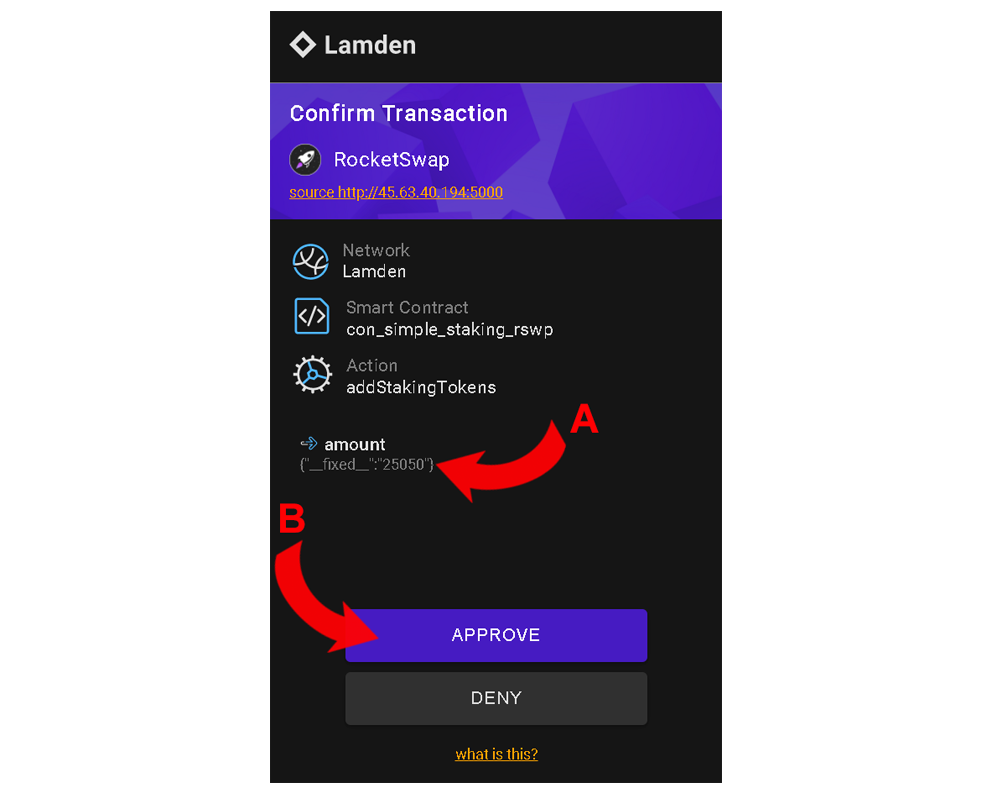 Lamden
Confirm Transaction
RocketSwap
source http://45.63.40.194:5000
Network
Lamden
Smart Contract
con_simple_staking_rswp
Action
addStakingTokens
A
amount
{"__fixed__":"25050"}
B
APPROVE
DENY
what is this?